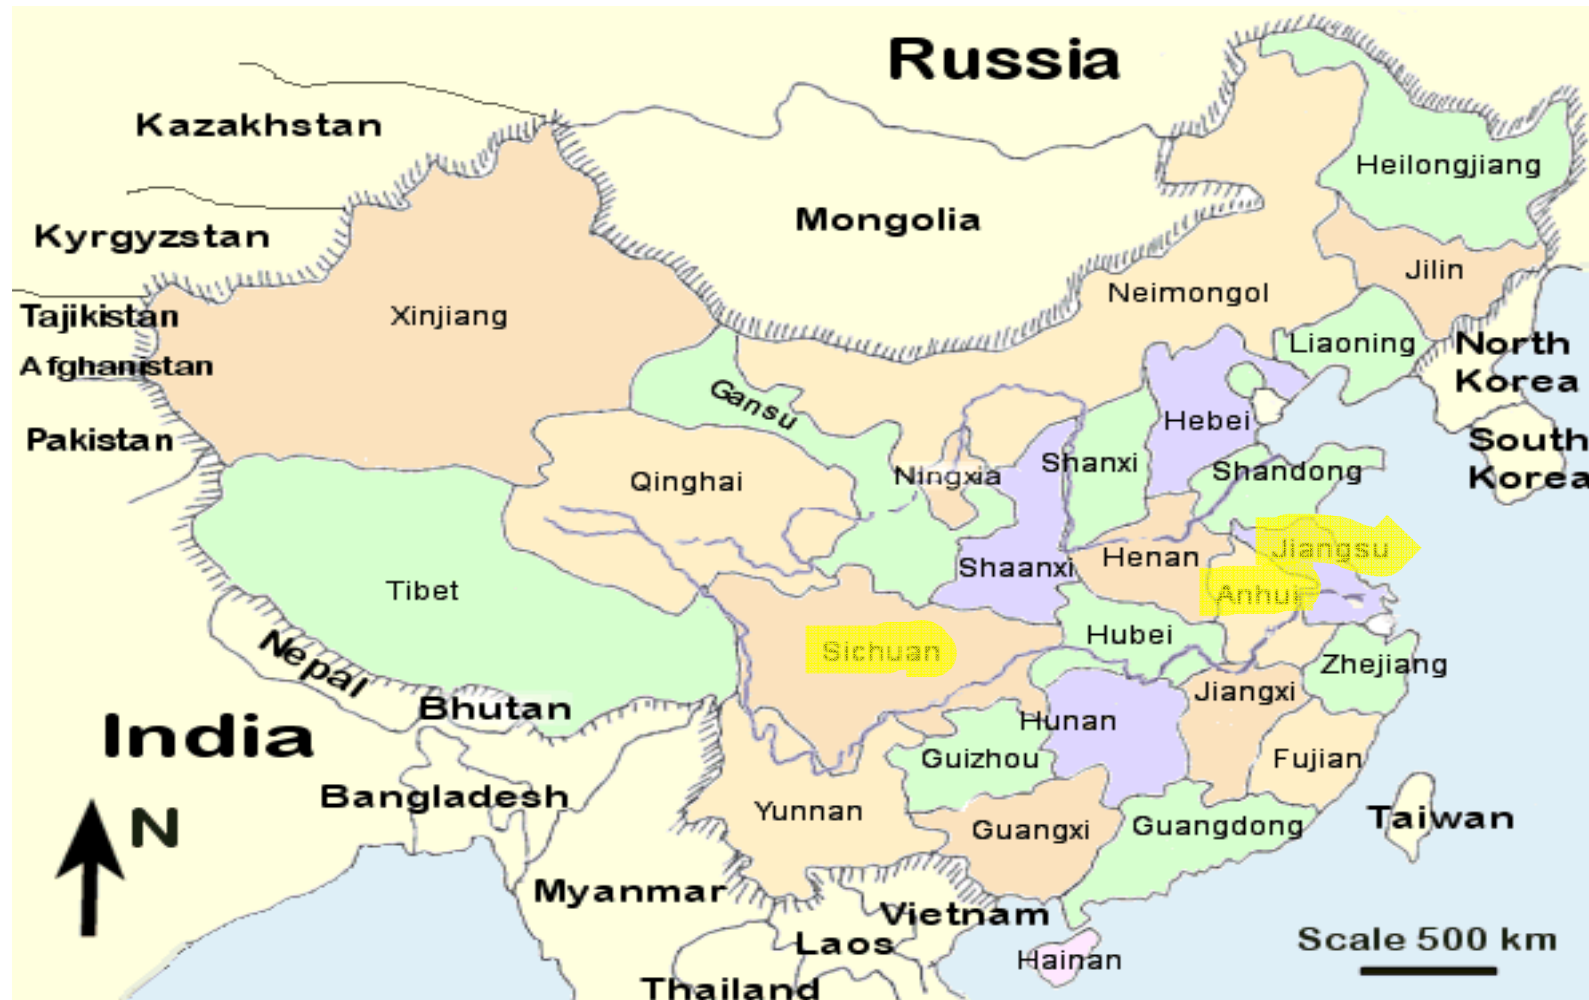 Russia
Kazakhstan
Heilongjiang
Mongolia
Kyrgyzstan
Jilin
Neimongol
Tajikistan
Xinjiang
Liaoning
North
Korea
Afghanistan
Gansu
Hebei
Pakistan
South
Korea
Shanxi
Shandong
Ningxia
Qinghai
Jiangsu
Henan
Shaanxi
Tibet
Anhui
Hubei
Sichuan
Nepal
Zhejiang
Jiangxi
Bhutan
Hunan
India
Guizhou
Fujian
Bangladesh
Yunnan
Taiwan
N
Guangxi
Guangdong
Myanmar
Vietnam
Laos
Scale 500 km
Hainan
Thailand